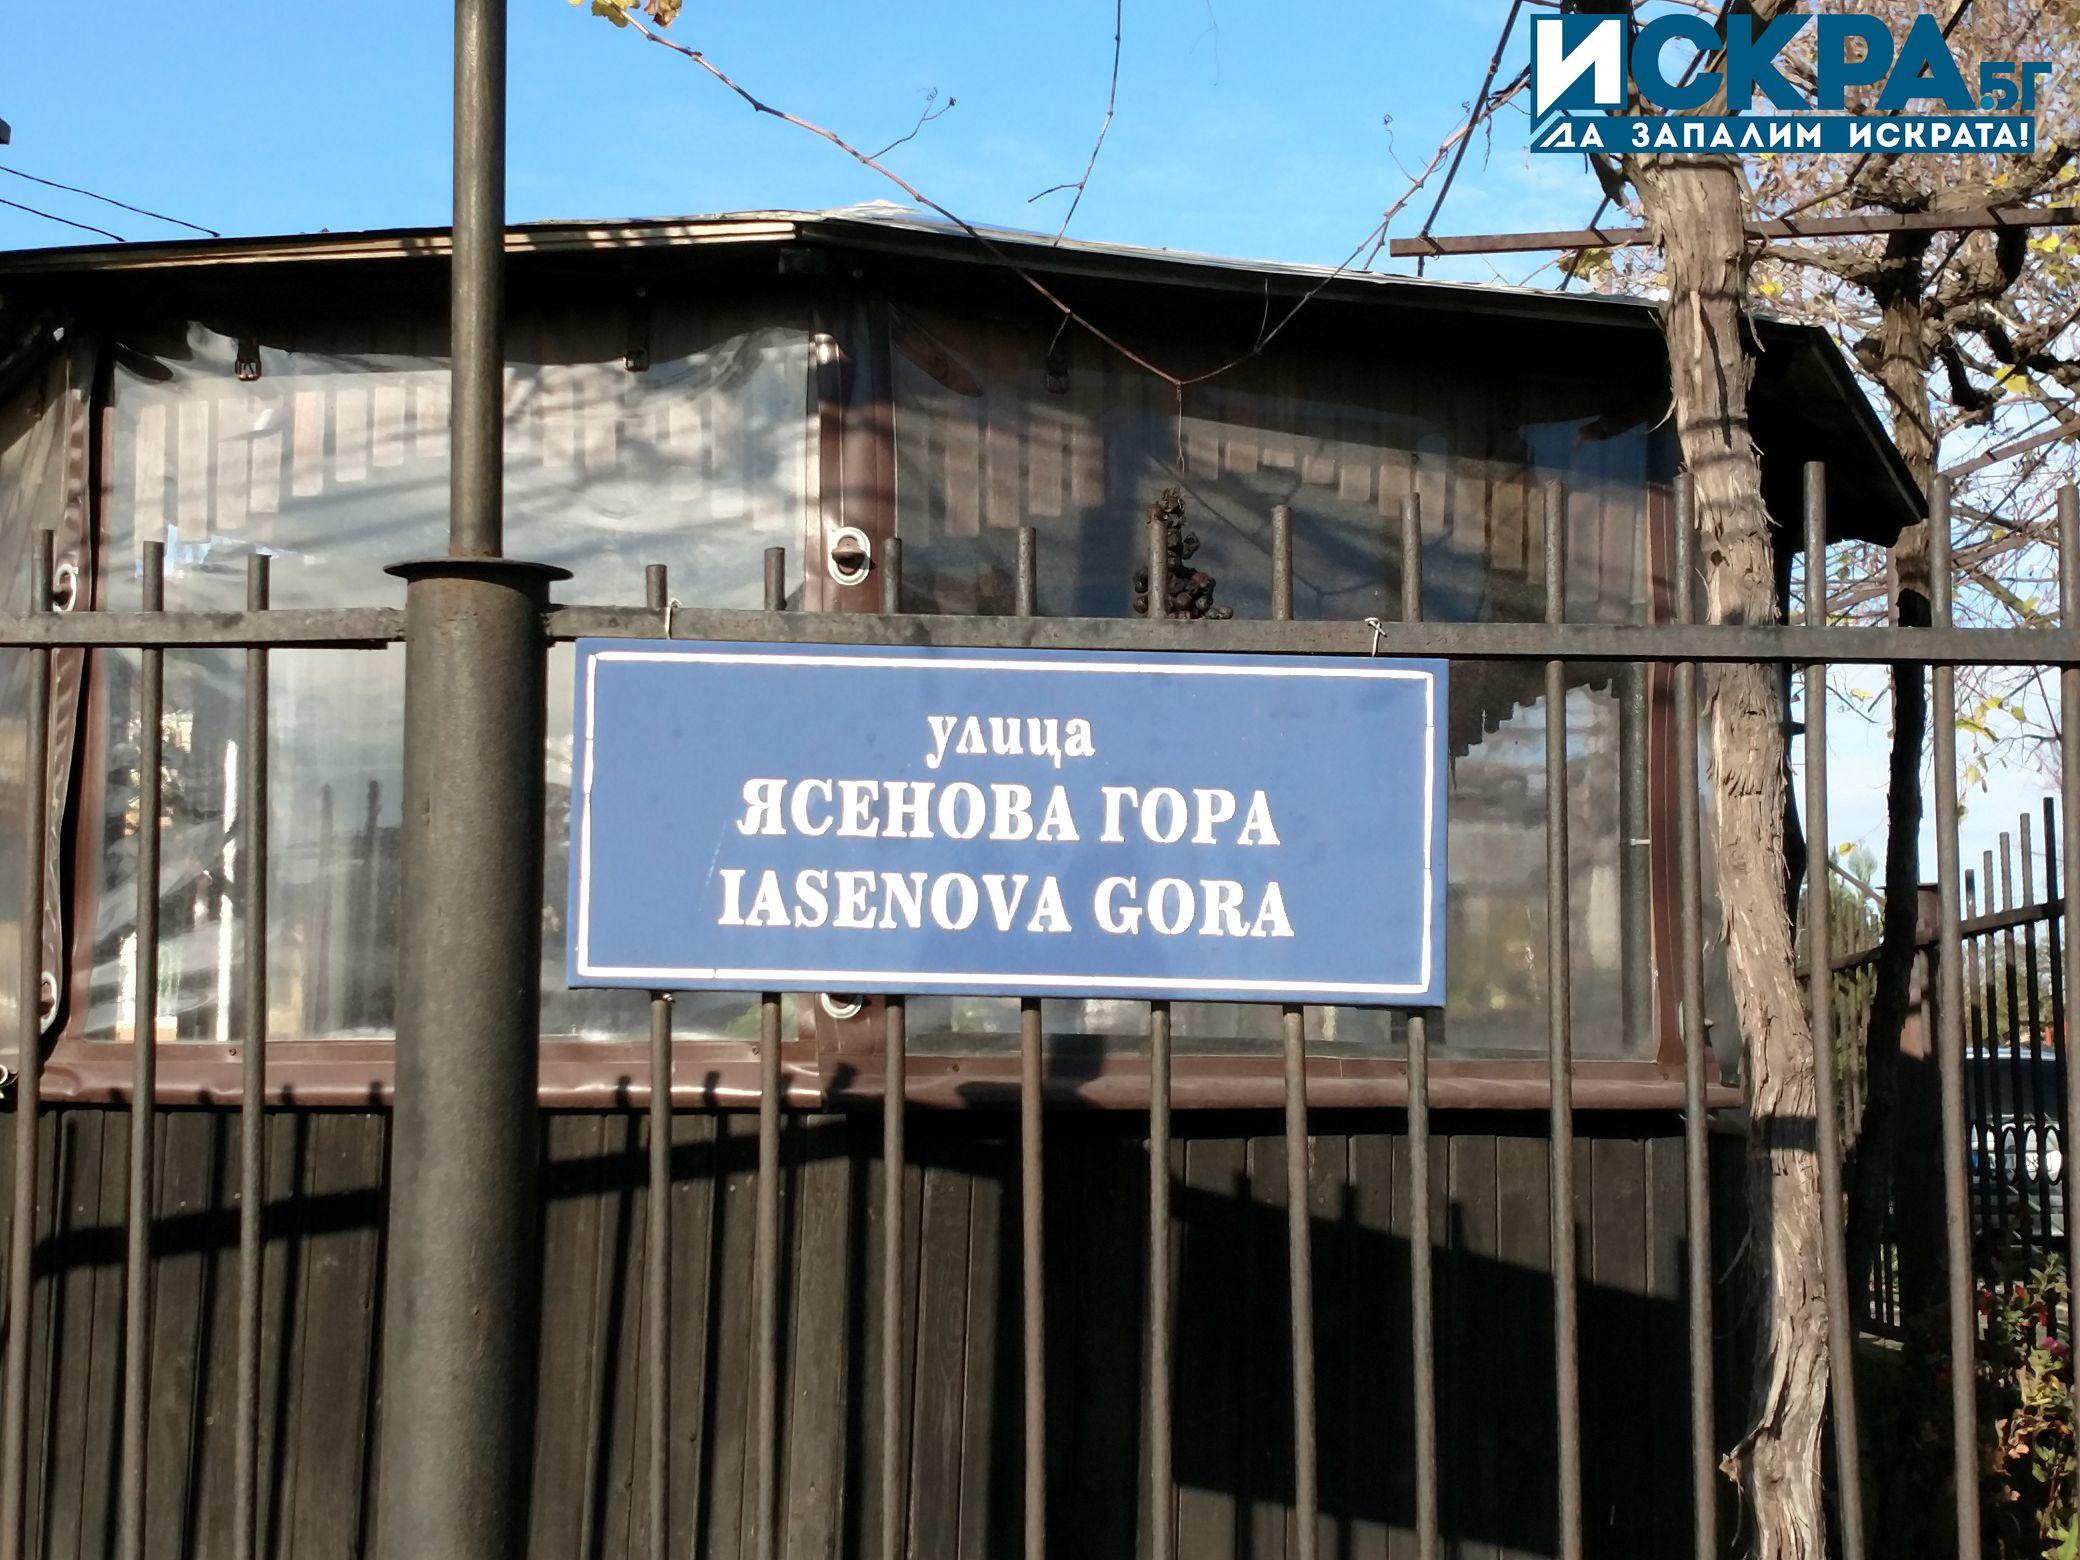 ИСКРА.БГ
ДА ЗАПАЛИМ ИСКРАТА!
улица
ЯСЕНОВА ГОРА
IASENOVA GORA